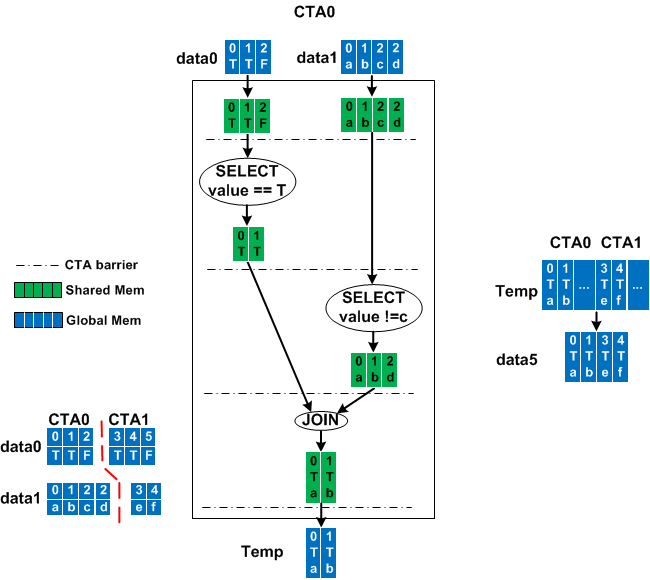 CTA0
data0
0 1 2
T T F
data1
0 1 2 2
a b c d
0 1 2
T T F
0 1 2 2
a b c d
SELECT
value == T
0 1
T T
CTA barrier
Shared Mem
Global Mem
SELECT
value !=c
0 1 2
a b d
JOIN
0 1
T T
a b
Temp
0 1
T T
a b
CTA0 CTA1
data0
0 1 2 3 4 5
T T F T T F
data1
0 1 2 2 3 4
a b c d e f
CTA0 CTA1
Temp
0 1 ... 3 4 ...
T T T T
a b e f
data5
0 1 3 4
T T T T
a b e f